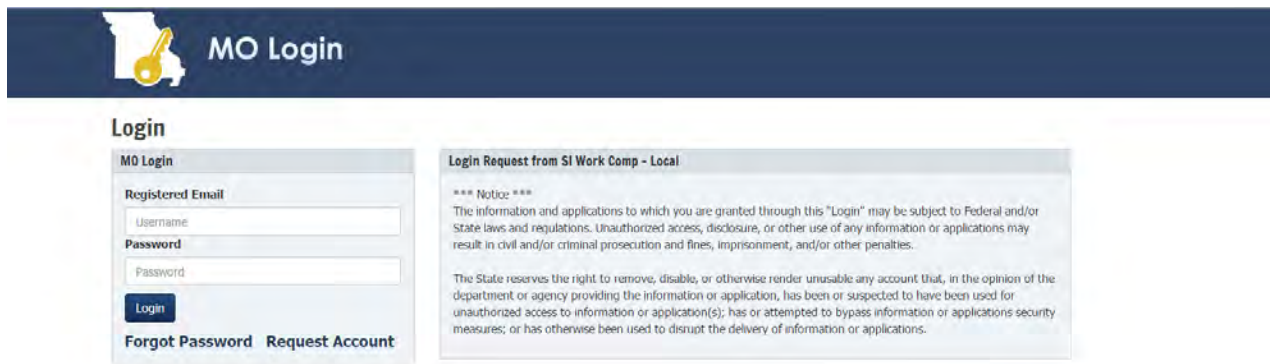 MO Login
Login
MO Login
Registered Email
Username
Password
Password
Login
Forgot Password Request Account
Login Request from SI Work Comp - Local
*** Notice ***
The information and applications to which you are granted through this "Login" may be subject to Federal and/or
State laws and regulations. Unauthorized access, disclosure, or other use of any information or applications may
result in civil and/or criminal prosecution and fines, imprisonment, and/or other penalties.
The State reserves the right to remove, disable, or otherwise render unusable any account that, in the opinion of the
department or agency providing the information or application, has been or suspected to have been used for
unauthorized access to information or application(s); has or attempted to bypass information or applications security
measures; or has otherwise been used to disrupt the delivery of information or applications.